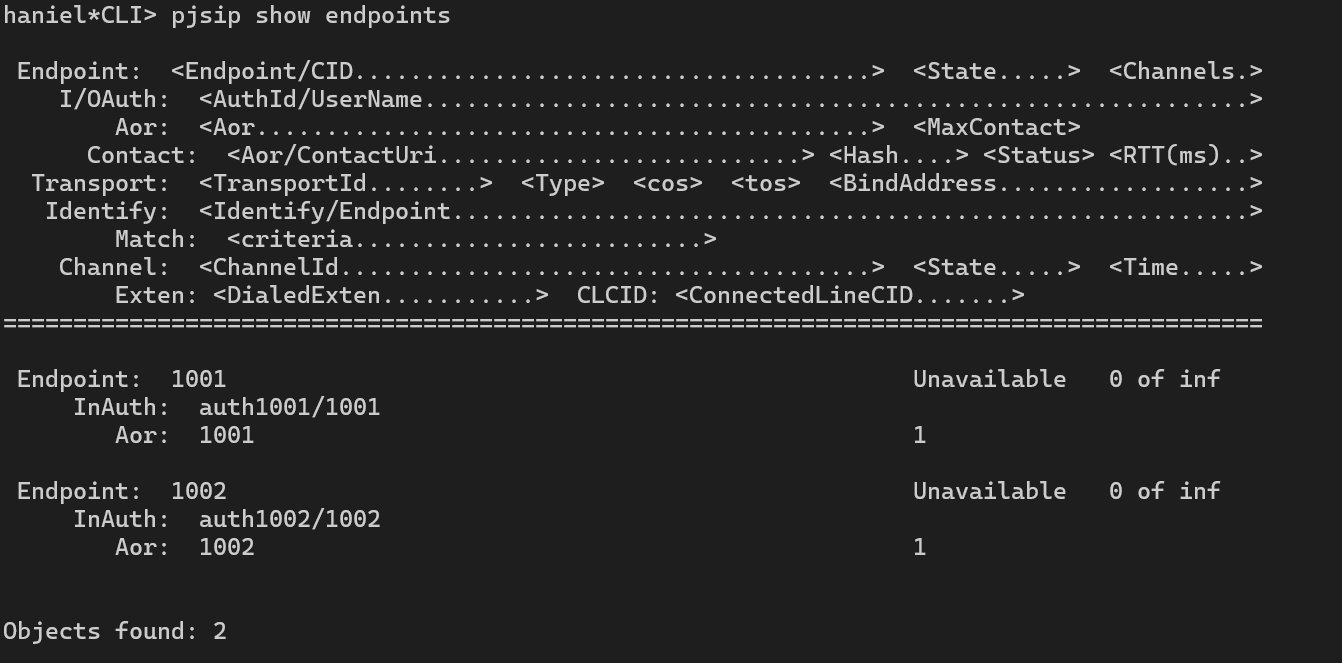 haniel*CLI> pjsip show endpoints
 Endpoint:  <Endpoint/CID.....................................>  <State.....>  <Channels.>
    I/OAuth:  <AuthId/UserName...........................................................>
        Aor:  <Aor............................................>  <MaxContact>
      Contact:  <Aor/ContactUri..........................> <Hash....> <Status> <RTT(ms)..>
  Transport:  <TransportId........>  <Type>  <cos>  <tos>  <BindAddress..................>
   Identify:  <Identify/Endpoint.........................................................>
        Match:  <criteria.........................>
    Channel:  <ChannelId......................................>  <State.....>  <Time.....>
        Exten: <DialedExten...........>  CLCID: <ConnectedLineCID.......>
==========================================================================================
 Endpoint:  1001                                                 Unavailable   0 of inf
     InAuth:  auth1001/1001
        Aor:  1001                                               1
 Endpoint:  1002                                                 Unavailable   0 of inf
     InAuth:  auth1002/1002
        Aor:  1002                                               1
Objects found: 2